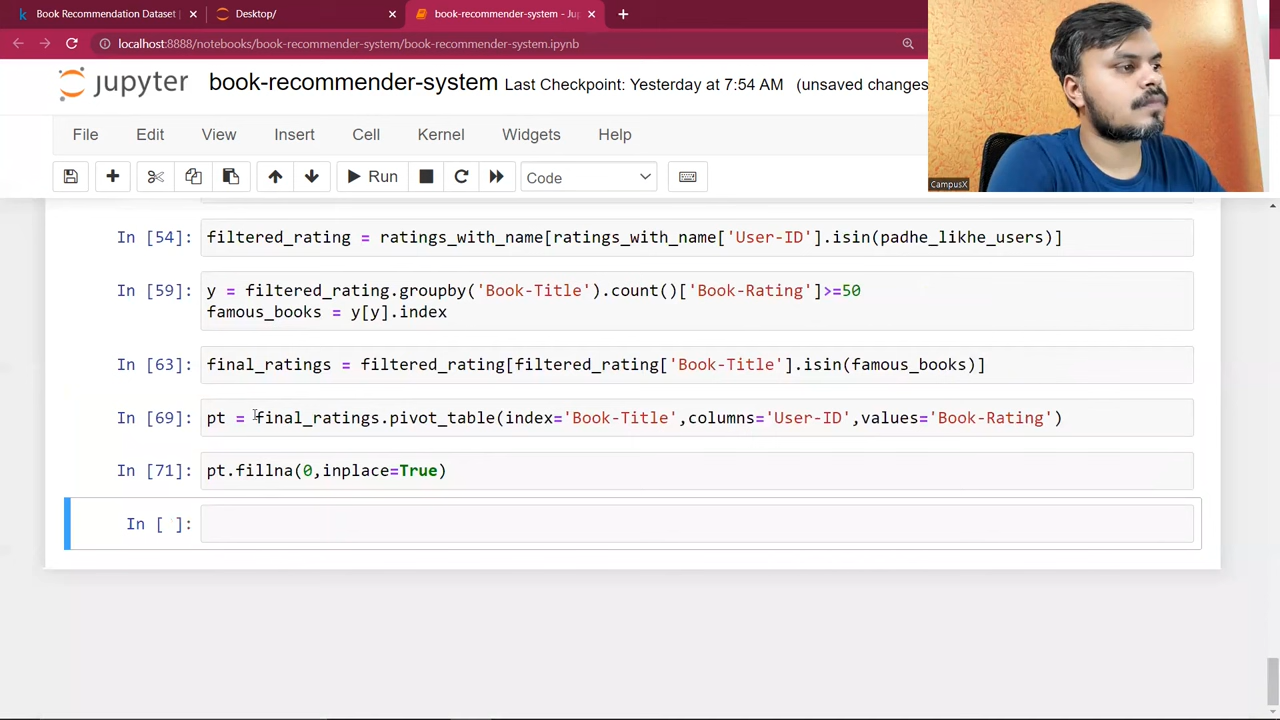 Book Recommendation Dataset
Desktop/
book-recommender-system - Ju
localhost:8888/notebooks/book-recommender-system/book-recommender-system.ipynb
jupyter book-recommender-system Last Checkpoint: Yesterday at 7:54 AM (unsaved changes
File Edit View Insert Cell Kernel Widgets Help
Run Code
CampusX
In [54]: filtered_rating = ratings_with_name[ratings_with_name['User-ID'].isin(padhe_likhe_users)]
In [59]: y = filtered_rating.groupby('Book-Title').count()['Book-Rating']>=50
famous_books = y[y].index
In [63]: final_ratings = filtered_rating[filtered_rating['Book-Title'].isin(famous_books)]
In [69]: pt = final_ratings.pivot_table(index='Book-Title',columns='User-ID',values='Book-Rating')
In [71]: pt.fillna(0,inplace=True)
In [ ]: